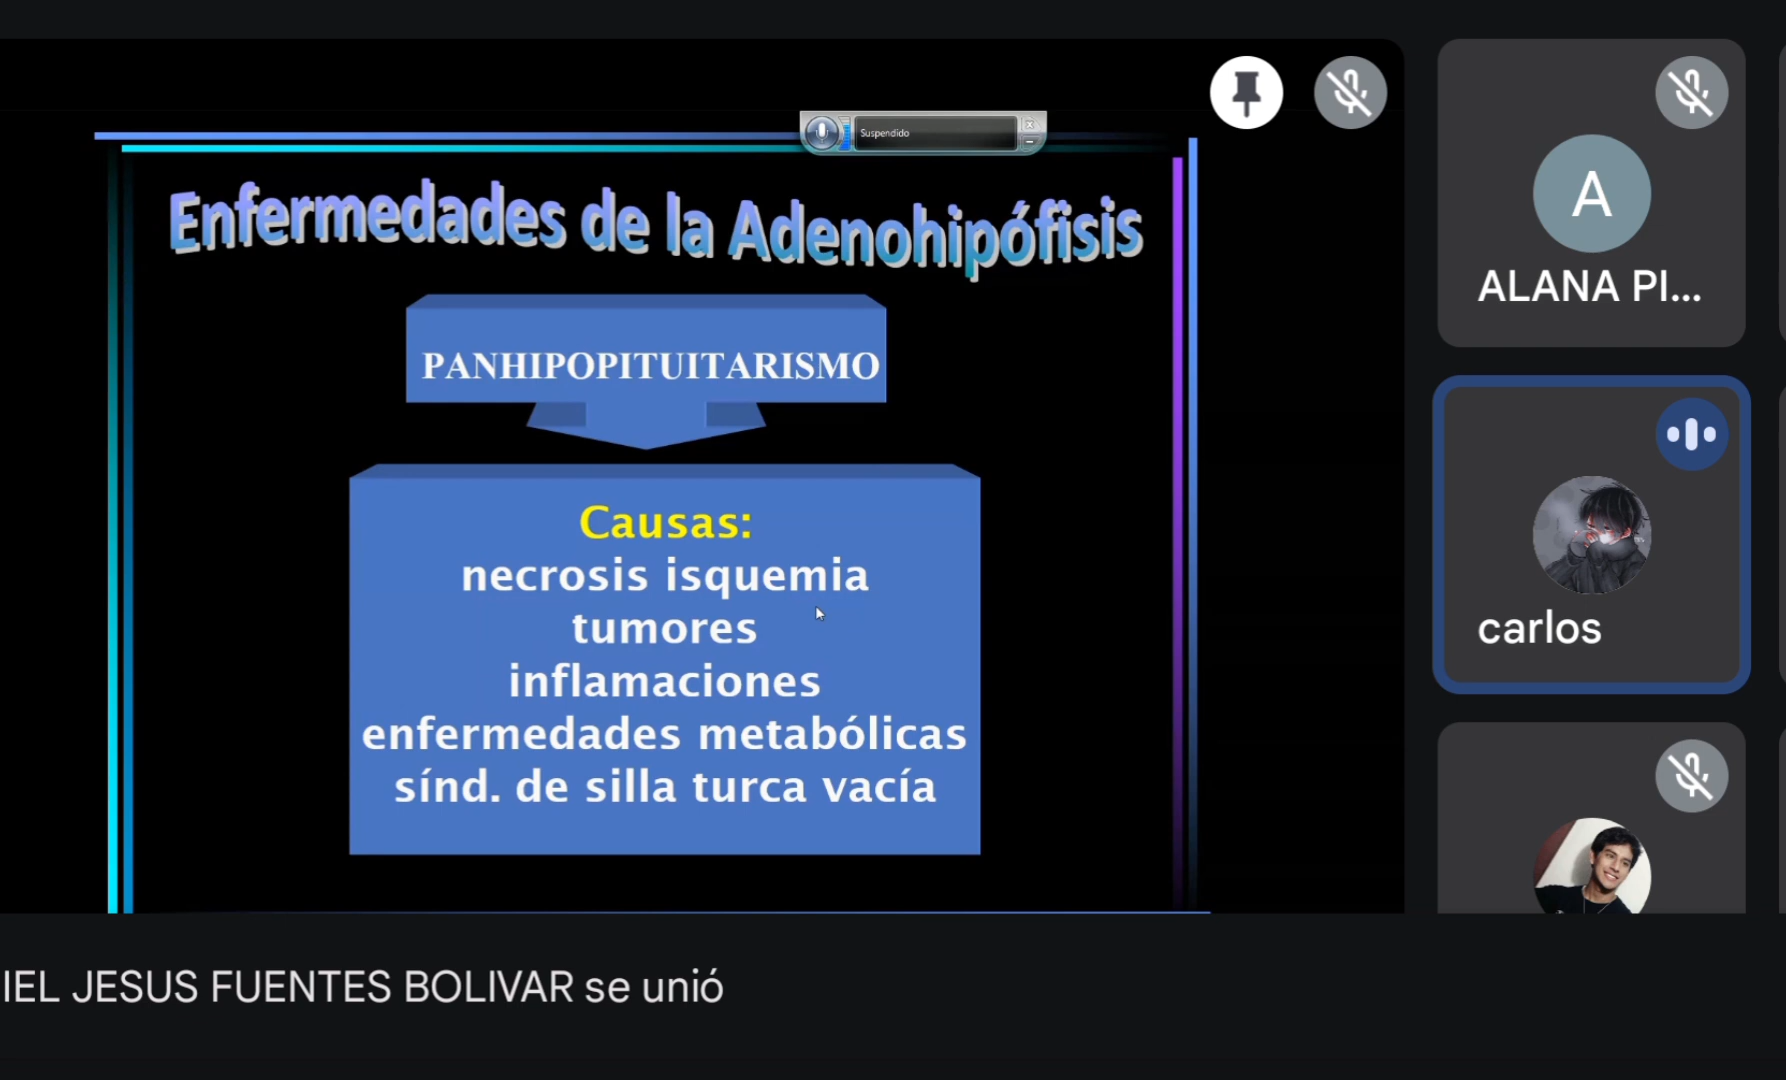 Suspendido
Enfermedades de la Adenohipófisis
PANHIPOPITUITARISMO
Causas:
necrosis isquemia
tumores
inflamaciones
enfermedades metabólicas
sínd. de silla turca vacía
A
ALANA PI...
carlos
IEL JESUS FUENTES BOLIVAR se unió